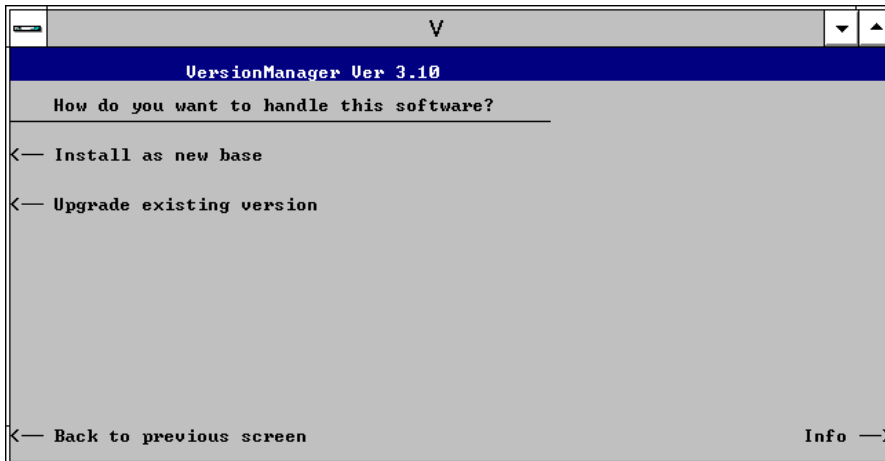 V
VersionManager Ver 3.10
How do you want to handle this software?
<— Install as new base
<— Upgrade existing version
<— Back to previous screen
Info —>